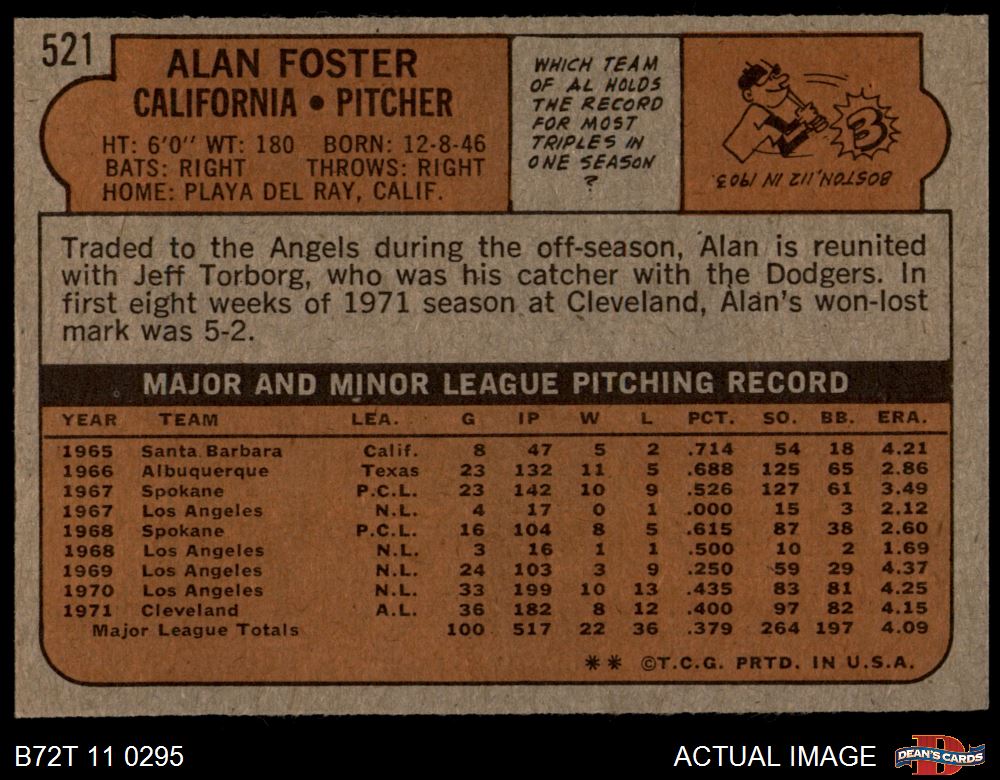 521
ALAN FOSTER
CALIFORNIA • PITCHER
HT: 6'0" WT: 180 BORN: 12-8-46
BATS: RIGHT THROWS: RIGHT
HOME: PLAYA DEL RAY, CALIF.
WHICH TEAM
OF AL HOLDS
THE RECORD
FOR MOST
TRIPLES IN
ONE SEASON
?
3
BOSTON, 112 IN 1903.
Traded to the Angels during the off-season, Alan is reunited
with Jeff Torborg, who was his catcher with the Dodgers. In
first eight weeks of 1971 season at Cleveland, Alan's won-lost
mark was 5-2.
MAJOR AND MINOR LEAGUE PITCHING RECORD
YEAR TEAM LEA. G IP W L PCT. SO. BB. ERA.
1965 Santa Barbara Calif. 8 47 5 2 .714 54 18 4.21
1966 Albuquerque Texas 23 132 11 5 .688 125 65 2.86
1967 Spokane P.C.L. 23 142 10 9 .526 127 61 3.49
1967 Los Angeles N.L. 4 17 0 1 .000 15 3 2.12
1968 Spokane P.C.L. 16 104 8 5 .615 87 38 2.60
1968 Los Angeles N.L. 3 16 1 1 .500 10 2 1.69
1969 Los Angeles N.L. 24 103 3 9 .250 59 29 4.37
1970 Los Angeles N.L. 33 199 10 13 .435 83 81 4.25
1971 Cleveland A.L. 36 182 8 12 .400 97 82 4.15
Major League Totals 100 517 22 36 .379 264 197 4.09
** ©T.C.G. PRTD. IN U.S.A.
B72T 11 0295
ACTUAL IMAGE
D
DEAN'S CARDS